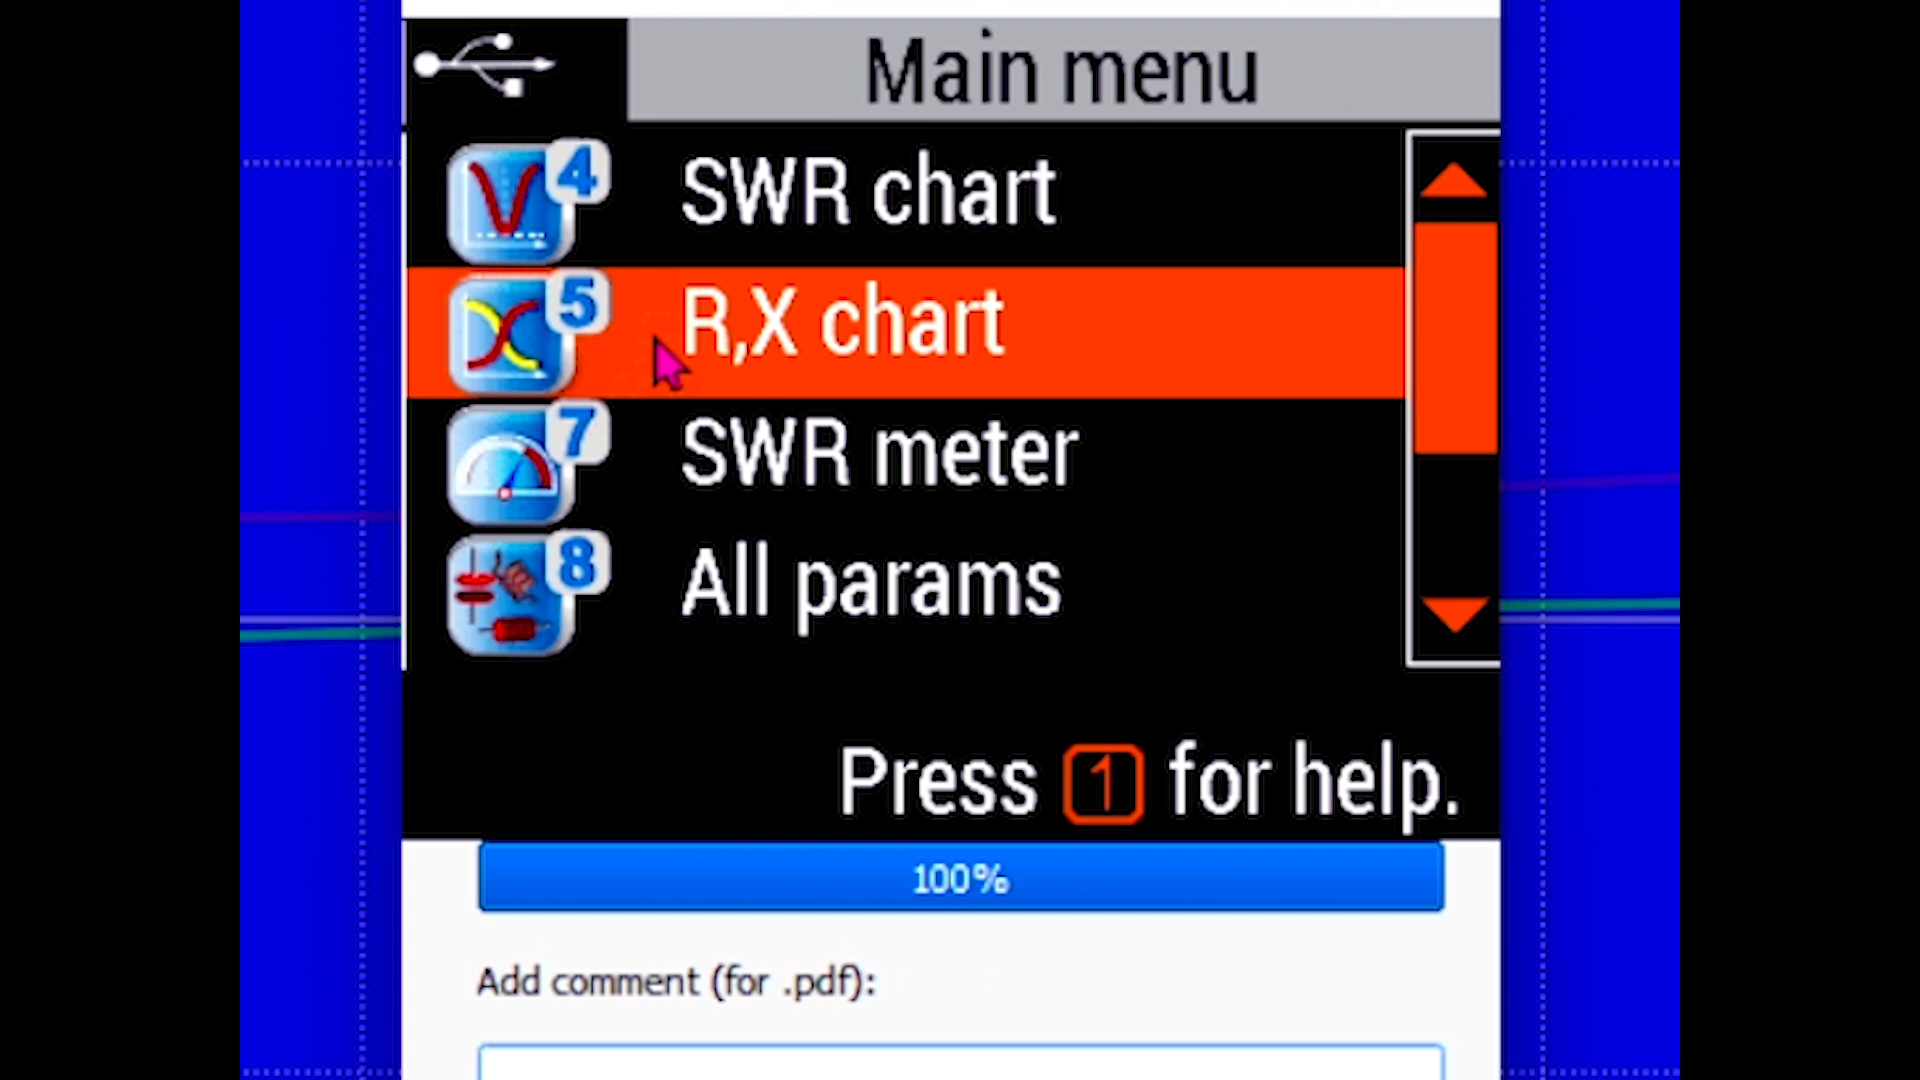 Main menu
4 SWR chart
5 R,X chart
7 SWR meter
8 All params
Press 1 for help.
100%
Add comment (for .pdf):